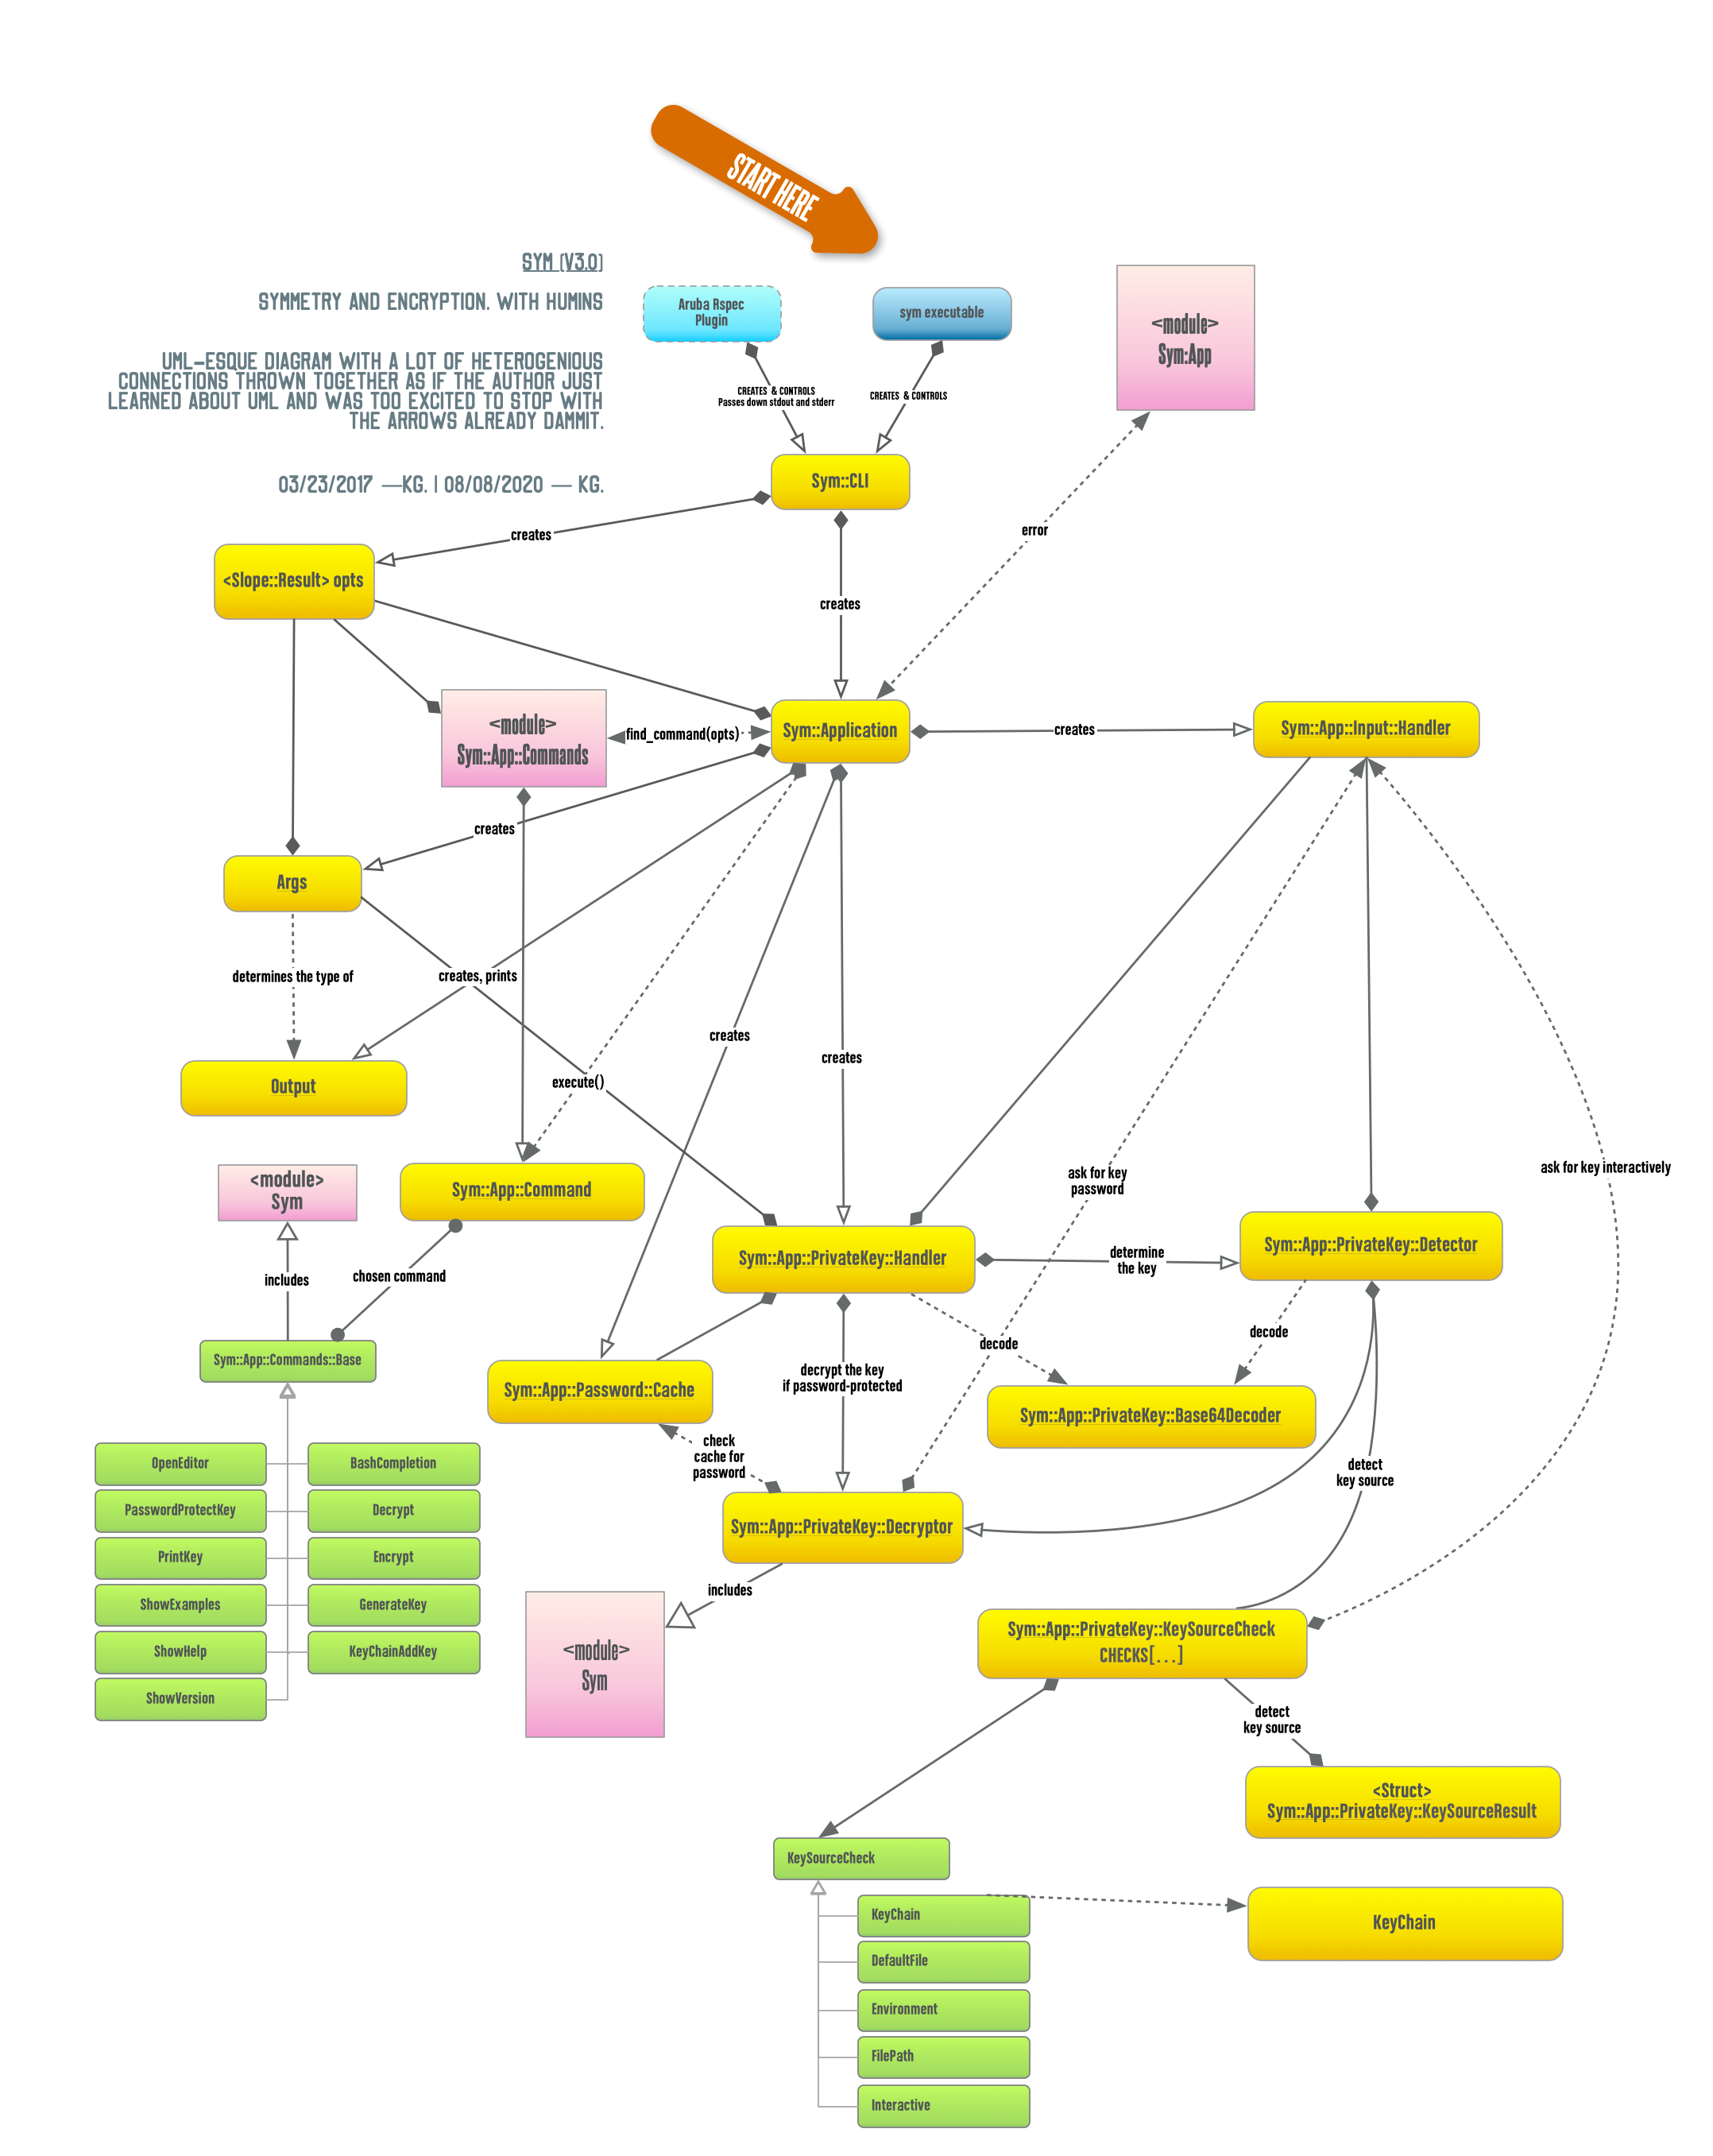 START HERE
SYM (V3.0)
SYMMETRY AND ENCRYPTION. WITH HUMINS
UML-ESQUE DIAGRAM WITH A LOT OF HETEROGENIOUS
CONNECTIONS THROWN TOGETHER AS IF THE AUTHOR JUST
LEARNED ABOUT UML AND WAS TOO EXCITED TO STOP WITH
THE ARROWS ALREADY DAMMIT.
03/23/2017 —KG. | 08/08/2020 — KG.
Aruba Rspec
Plugin
sym executable
<module>
Sym:App
CREATES & CONTROLS
Passes down stdout and stderr
CREATES & CONTROLS
Sym::CLI
creates
error
<Slope::Result> opts
creates
<module>
Sym::App::Commands
find_command(opts)
Sym::Application
creates
Sym::App::Input::Handler
creates
Args
determines the type of
creates, prints
creates
creates
Output
execute()
ask for key
password
ask for key interactively
<module>
Sym
Sym::App::Command
includes
chosen command
Sym::App::PrivateKey::Handler
determine
the key
Sym::App::PrivateKey::Detector
decode
decode
Sym::App::Commands::Base
Sym::App::Password::Cache
decrypt the key
if password-protected
Sym::App::PrivateKey::Base64Decoder
check
cache for
password
detect
key source
OpenEditor
BashCompletion
PasswordProtectKey
Decrypt
PrintKey
Encrypt
ShowExamples
GenerateKey
ShowHelp
KeyChainAddKey
ShowVersion
Sym::App::PrivateKey::Decryptor
includes
<module>
Sym
Sym::App::PrivateKey::KeySourceCheck
CHECKS[...]
detect
key source
<Struct>
Sym::App::PrivateKey::KeySourceResult
KeySourceCheck
KeyChain
DefaultFile
Environment
FilePath
Interactive
KeyChain